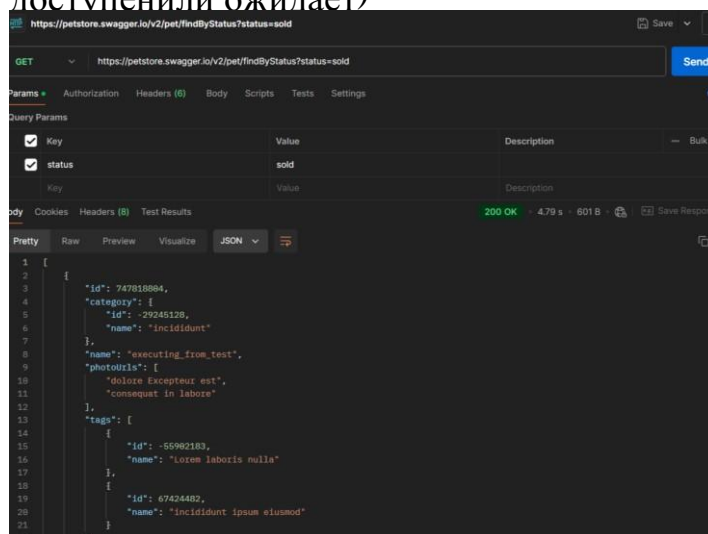 доступенили ожидает)
https://petstore.swagger.io/v2/pet/findByStatus?status=sold
Save
GET https://petstore.swagger.io/v2/pet/findByStatus?status=sold Send
Params Authorization Headers (6) Body Scripts Tests Settings
Query Params
Key Value Description Bulk
status sold
Key Value Description
ody Cookies Headers (8) Test Results 200 OK 4.79 s 601 B Save Respor
Pretty Raw Preview Visualize JSON
1 [
2 {
3 "id": 747818804,
4 "category": {
5 "id": -29245128,
6 "name": "incididunt"
7 },
8 "name": "executing_from_test",
9 "photoUrls": [
10 "dolore Excepteur est",
11 "consequat in labore"
12 ],
13 "tags": [
14 {
15 "id": -55902183,
16 "name": "Lorem laboris nulla"
17 },
18 {
19 "id": 67424482,
20 "name": "incididunt ipsum eiusmod"
21 }